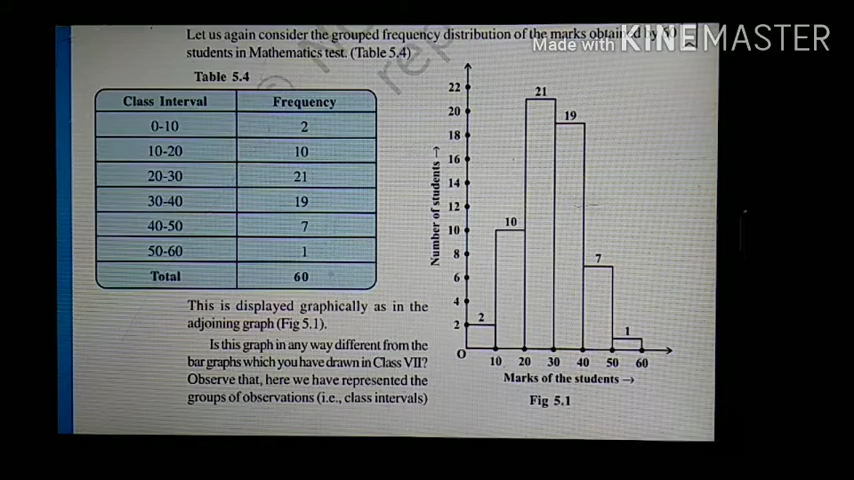 Let us again consider the grouped frequency distribution of the marks obtained by 60
students in Mathematics test. (Table 5.4)
Made with KINEMASTER
Table 5.4
Class Interval Frequency
0-10 2
10-20 10
20-30 21
30-40 19
40-50 7
50-60 1
Total 60
This is displayed graphically as in the
adjoining graph (Fig 5.1).
Is this graph in any way different from the
bar graphs which you have drawn in Class VII?
Observe that, here we have represented the
groups of observations (i.e., class intervals)
Number of students →
22
20
18
16
14
12
10
8
6
4
2
O
2
10
21
19
7
1
10 20 30 40 50 60
Marks of the students →
Fig 5.1